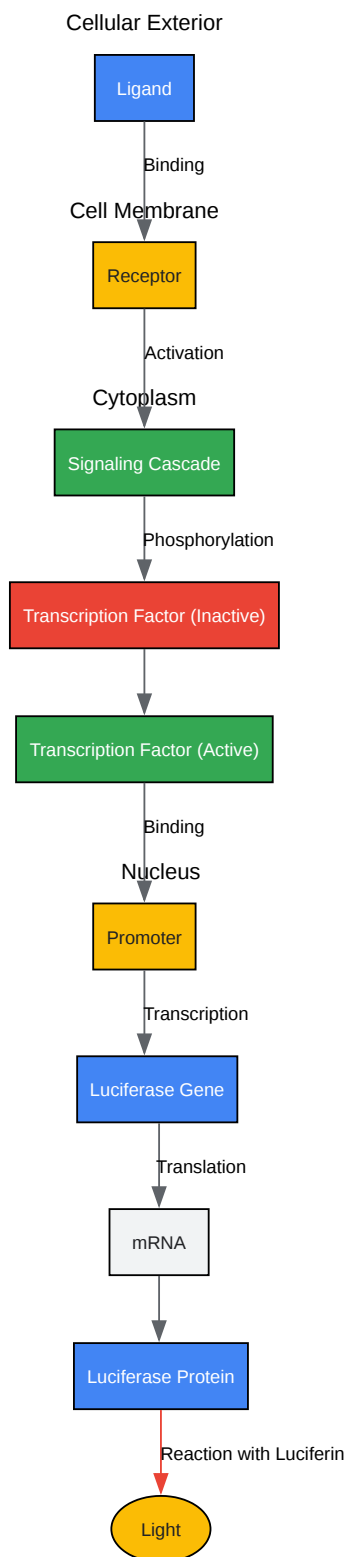 Cellular Exterior
Ligand
Binding
Cell Membrane
Receptor
Activation
Cytoplasm
Signaling Cascade
Phosphorylation
Transcription Factor (Inactive)
Transcription Factor (Active)
Binding
Nucleus
Promoter
Transcription
Luciferase Gene
Translation
mRNA
Luciferase Protein
Reaction with Luciferin
Light